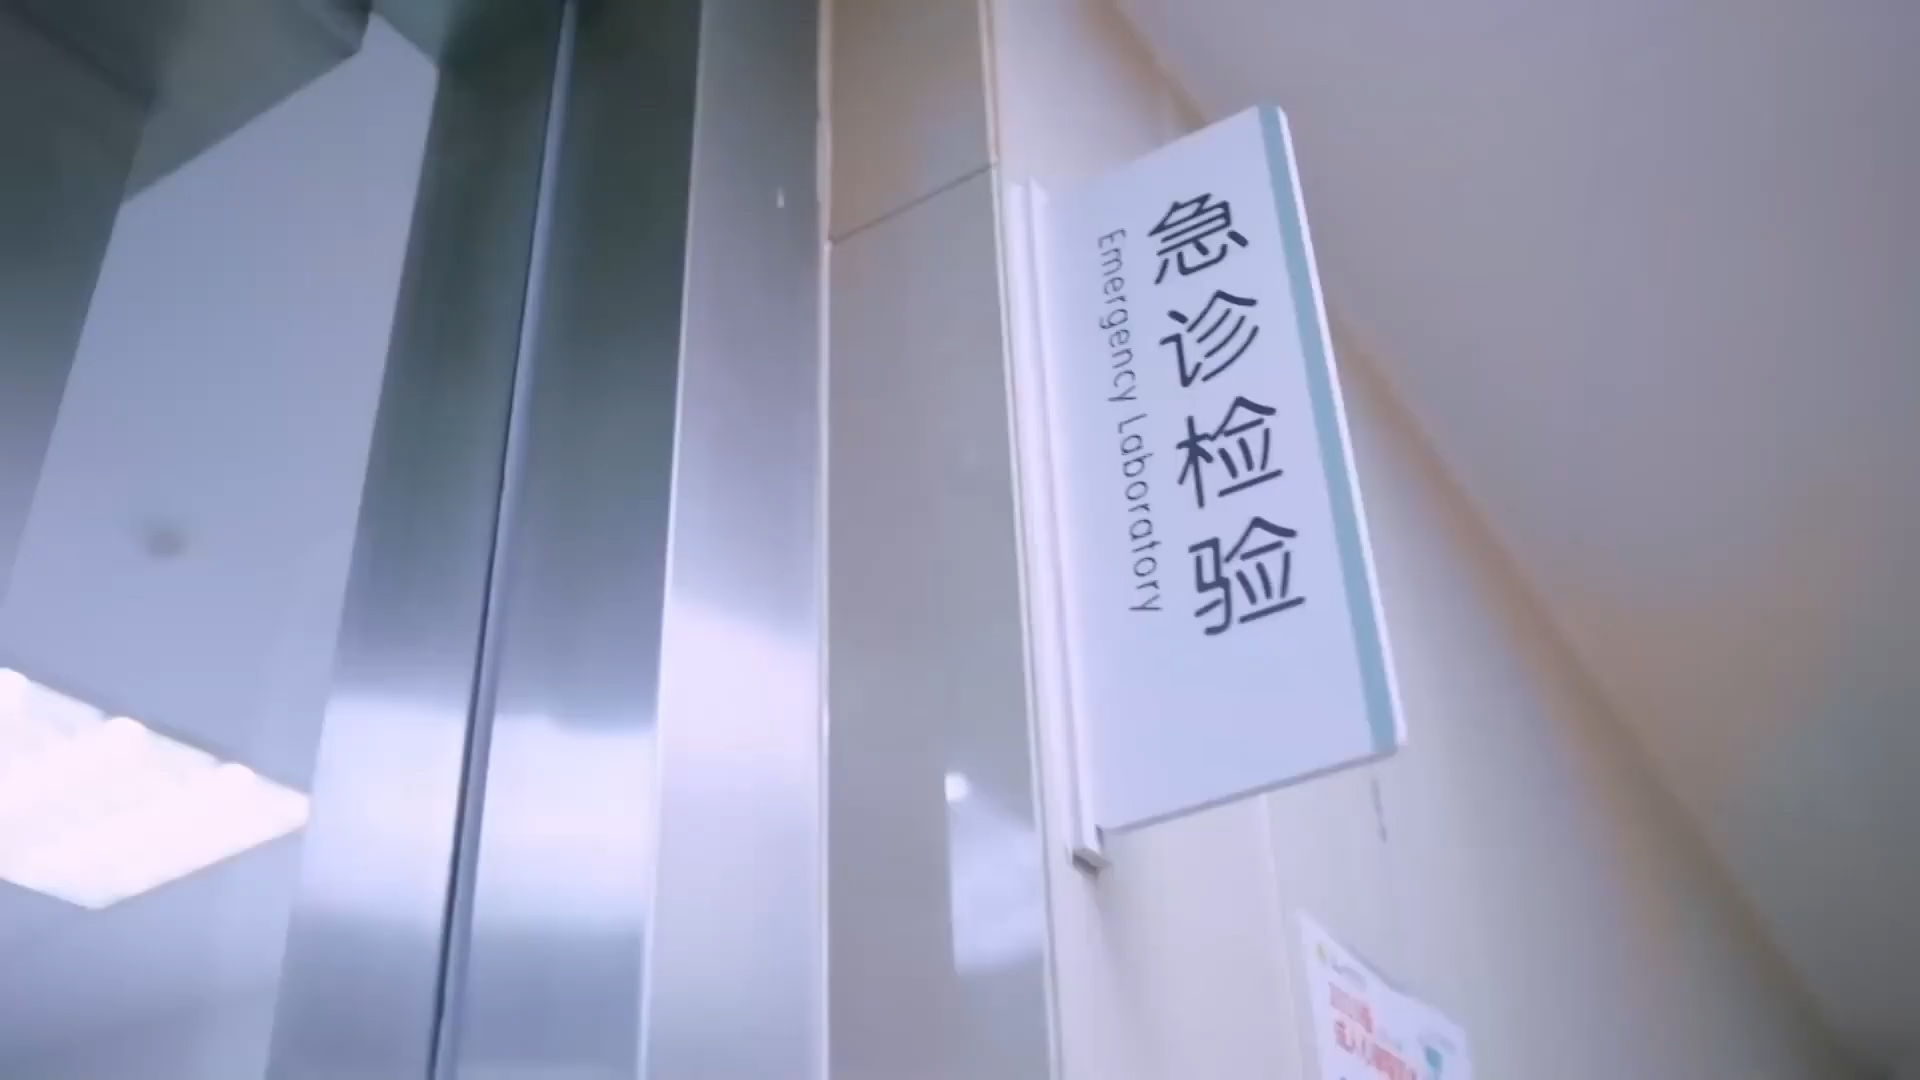 急诊检验
Emergency Laboratory